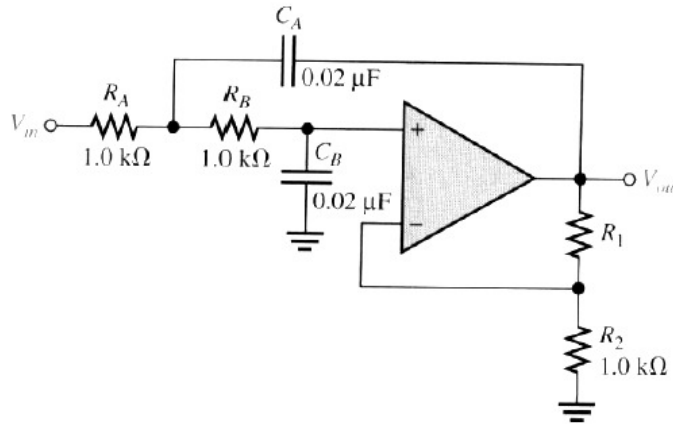 C_A
0.02 µF
R_A
R_B
V_in
1.0 kΩ
1.0 kΩ
C_B
0.02 µF
+
−
V_out
R_1
R_2
1.0 kΩ